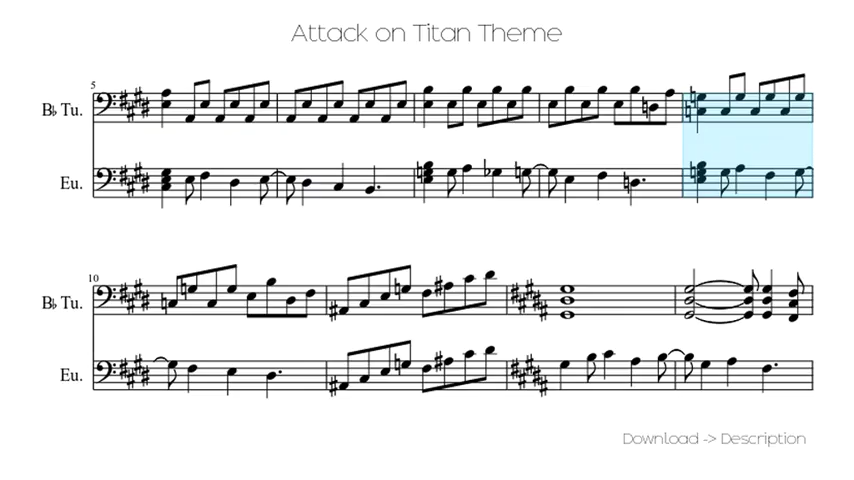 Attack on Titan Theme
5
B♭ Tu.
Eu.
10
B♭ Tu.
Eu.
Download -> Description